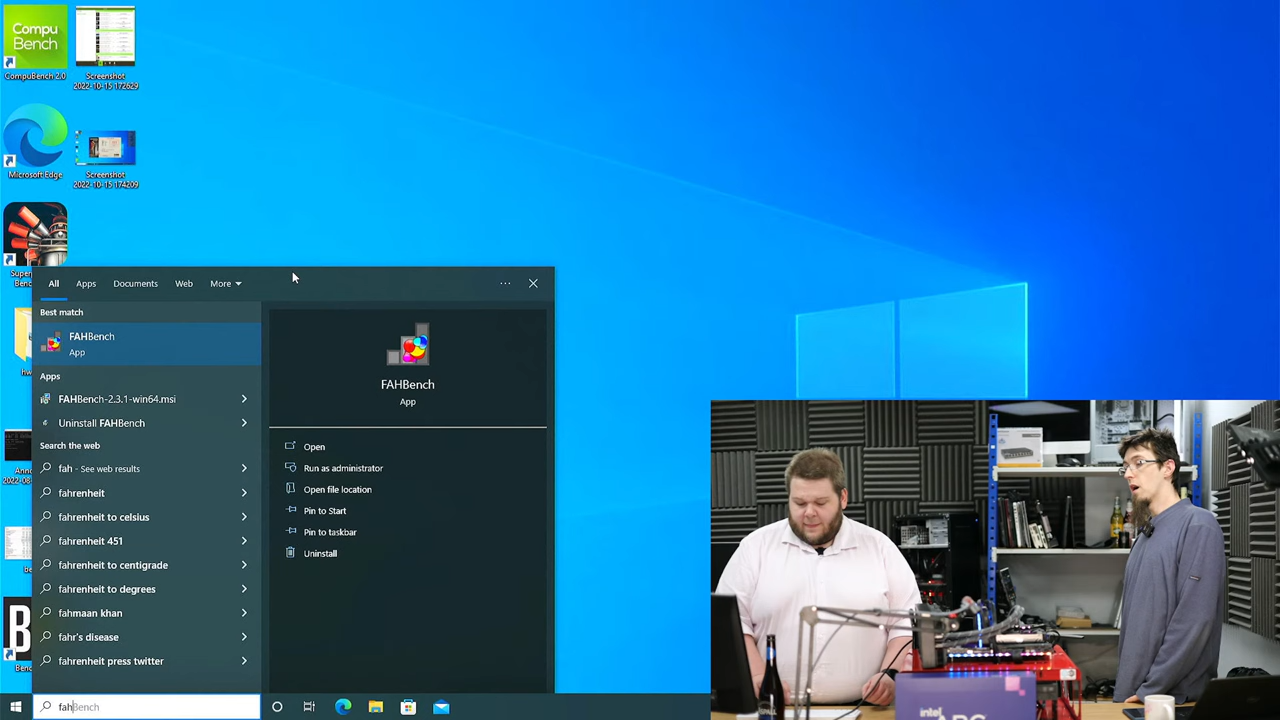 Compu
Bench
CompuBench 2.0
Screenshot
2022-10-15 172629
Microsoft Edge
Screenshot
2022-10-15 174209
All
Apps
Documents
Web
More
Best match
FAHBench
App
Apps
FAHBench-2.3.1-win64.msi
Uninstall FAHBench
Search the web
fah - See web results
fahrenheit
fahrenheit to celsius
fahrenheit 451
fahrenheit to centigrade
fahrenheit to degrees
fahmaan khan
fahr's disease
fahrenheit press twitter
FAHBench
App
Open
Run as administrator
Open file location
Pin to Start
Pin to taskbar
Uninstall
fahBench
intel
ARC